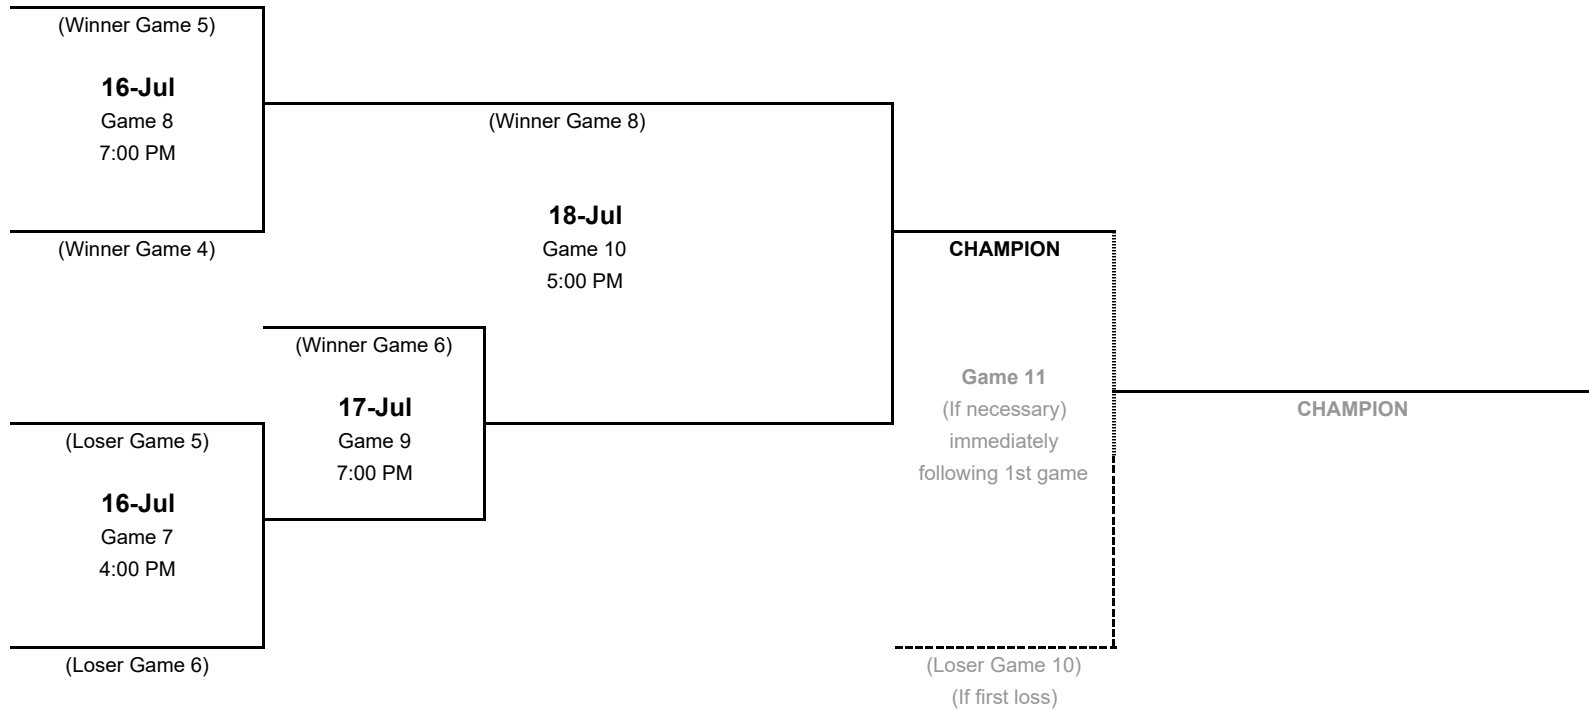 (Winner Game 5)
16-Jul
Game 8
7:00 PM
(Winner Game 4)
(Winner Game 8)
18-Jul
Game 10
5:00 PM
(Winner Game 6)
17-Jul
Game 9
7:00 PM
(Loser Game 5)
16-Jul
Game 7
4:00 PM
(Loser Game 6)
CHAMPION
Game 11
(If necessary)
immediately
following 1st game
(Loser Game 10)
(If first loss)
CHAMPION